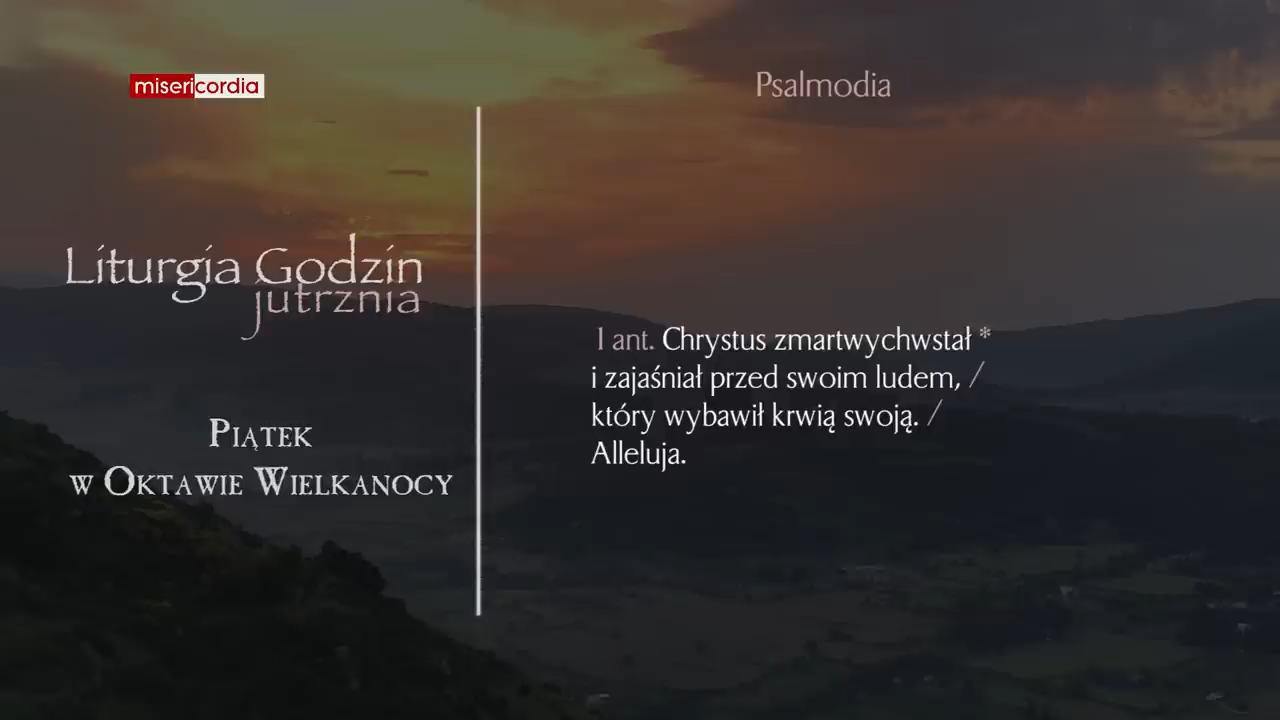 misericordia
Psalmodia
Liturgia Godzin
jutrznia
Piątek
w Oktawie Wielkanocy
1 ant. Chrystus zmartwychwstał *
i zajaśniał przed swoim ludem, /
który wybawił krwią swoją. /
Alleluja.